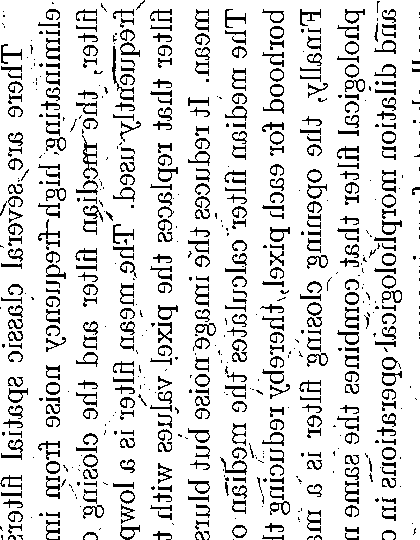 There are several classic spatial filters
eliminating high frequency noise from im
filter, the median filter and the closing o
frequently used. The mean filter is a lowp
filter that replaces the pixel values with t
mean. It reduces the image noise but blurs
The median filter calculates the median o
borhood for each pixel, thereby reducing th
Finally, the opening closing filter is a ma
phological filter that combines the same n
and dilation morphological operations in o